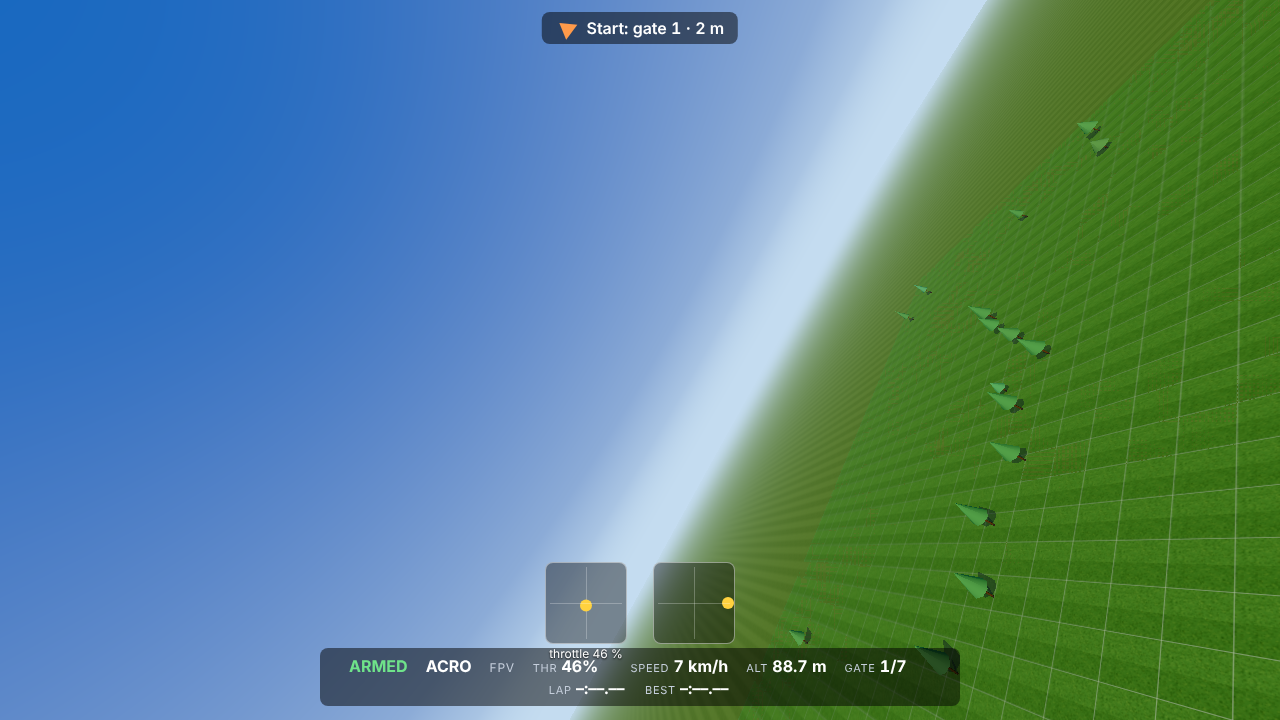 Start: gate 1 · 2 m
throttle 46 %
ARMED ACRO FPV THR 46% SPEED 7 km/h ALT 88.7 m GATE 1/7
LAP –:––.–– BEST –:––.––